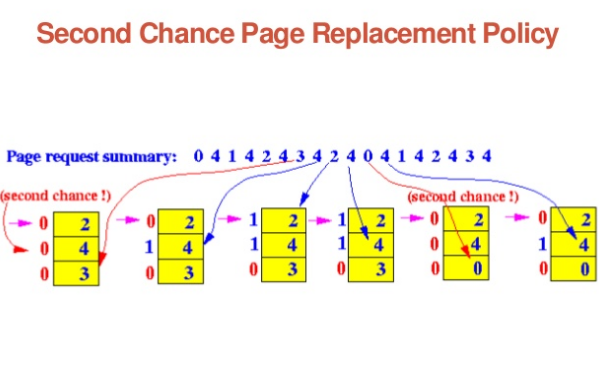 Second Chance Page Replacement Policy
Page request summary: 0 4 1 4 2 4 3 4 2 4 0 4 1 4 2 4 3 4
(second chance !) (second chance !)
0 2 0 2 1 2 1 2 0 2 0 2
0 4 1 4 1 4 1 4 0 4 1 4
0 3 0 3 0 3 0 3 0 0 0 0